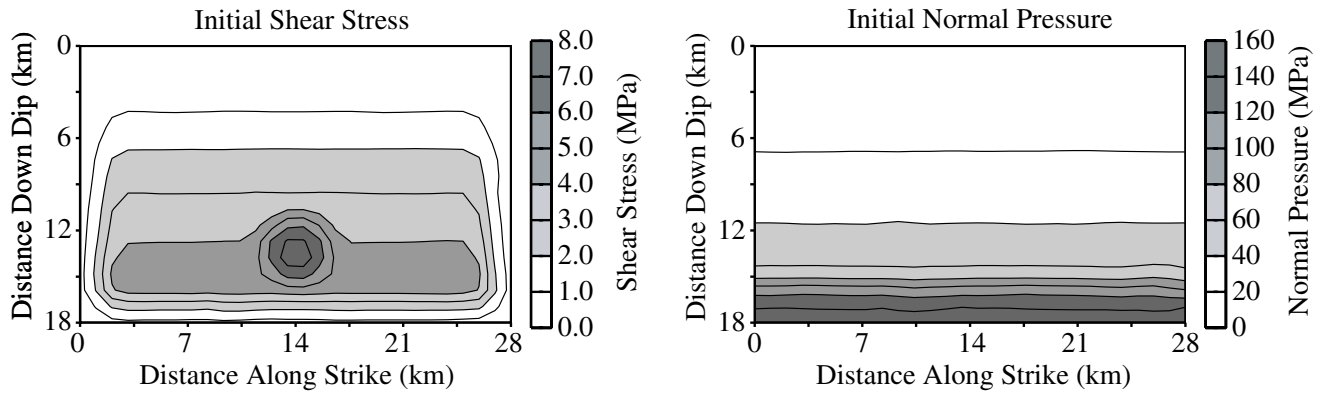 Initial Shear Stress
0
6
12
18
Distance Down Dip (km)
0 7 14 21 28
Distance Along Strike (km)
8.0
7.0
6.0
5.0
4.0
3.0
2.0
1.0
0.0
Shear Stress (MPa)
Initial Normal Pressure
0
6
12
18
Distance Down Dip (km)
0 7 14 21 28
Distance Along Strike (km)
160
140
120
100
80
60
40
20
0
Normal Pressure (MPa)